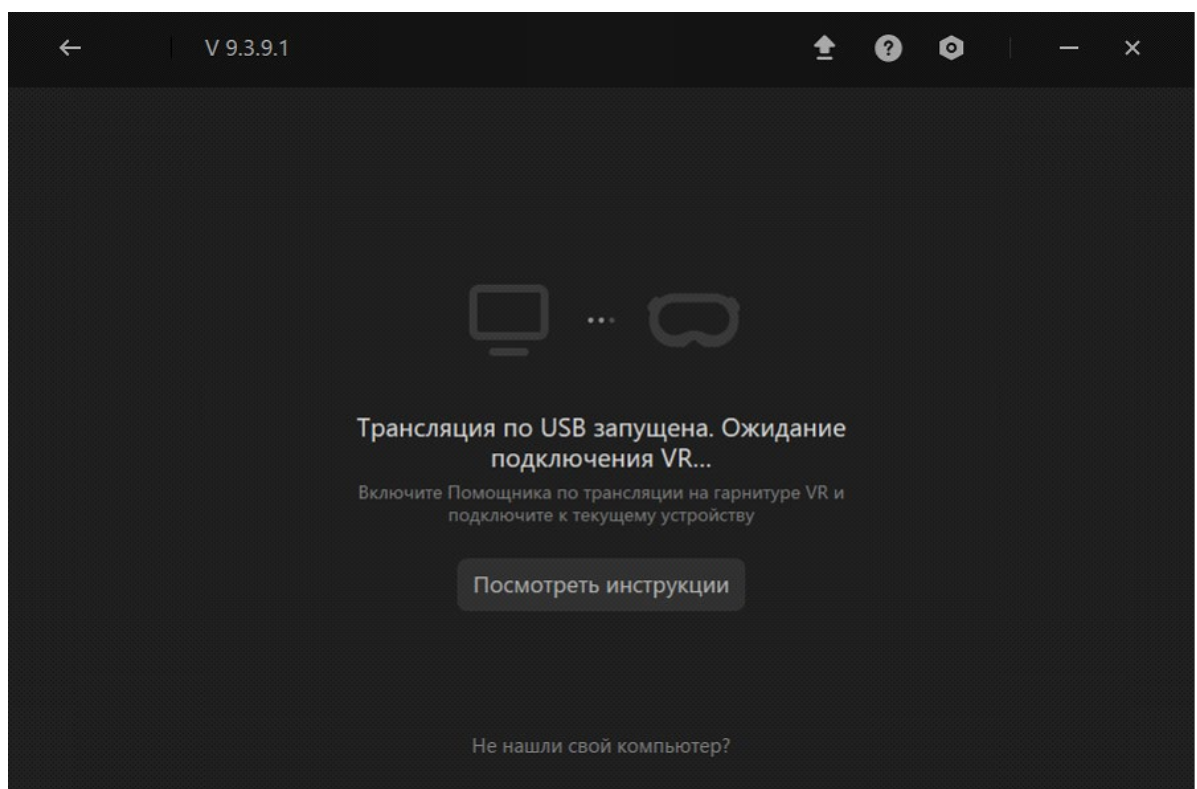 V 9.3.9.1
Трансляция по USB запущена. Ожидание
подключения VR...
Включите Помощника по трансляции на гарнитуре VR и
подключите к текущему устройству
Посмотреть инструкции
Не нашли свой компьютер?